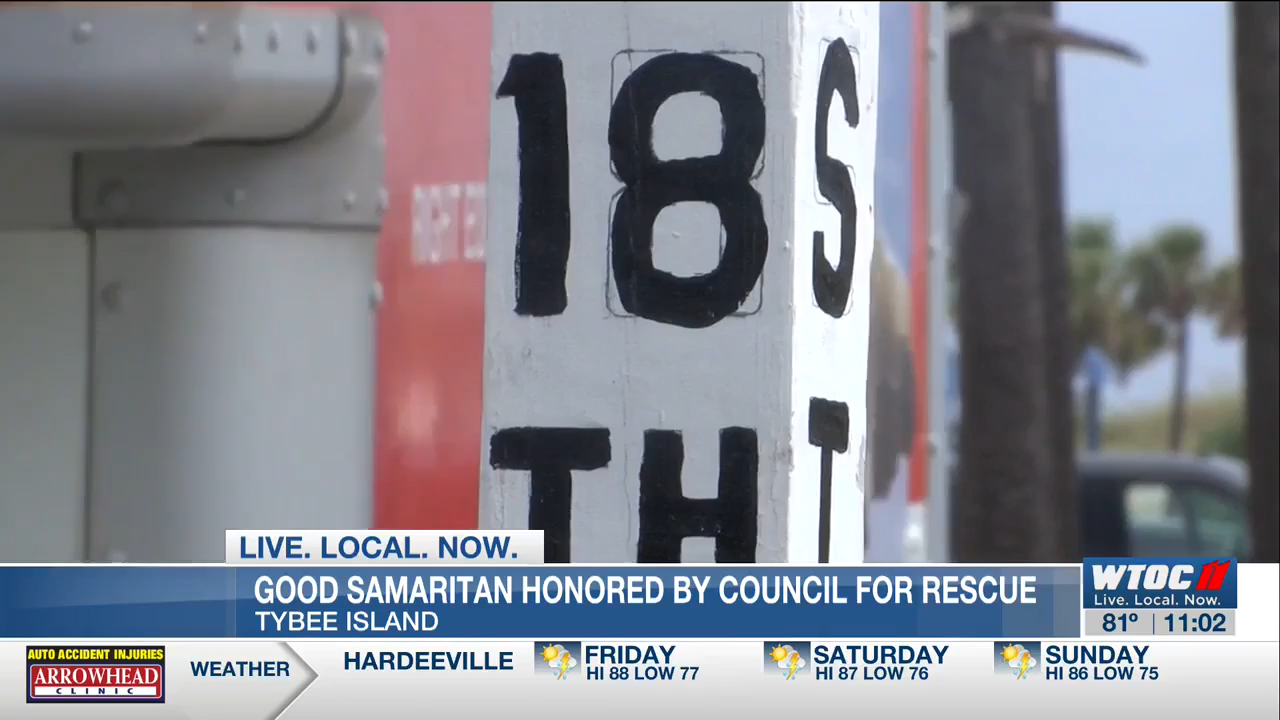 18
S
RIGHT
TH
T
LIVE. LOCAL. NOW.
GOOD SAMARITAN HONORED BY COUNCIL FOR RESCUE
TYBEE ISLAND
WTOC 11
Live. Local. Now.
81° | 11:02
AUTO ACCIDENT INJURIES
ARROWHEAD
CLINIC
WEATHER
HARDEEVILLE
FRIDAY
HI 88 LOW 77
SATURDAY
HI 87 LOW 76
SUNDAY
HI 86 LOW 75